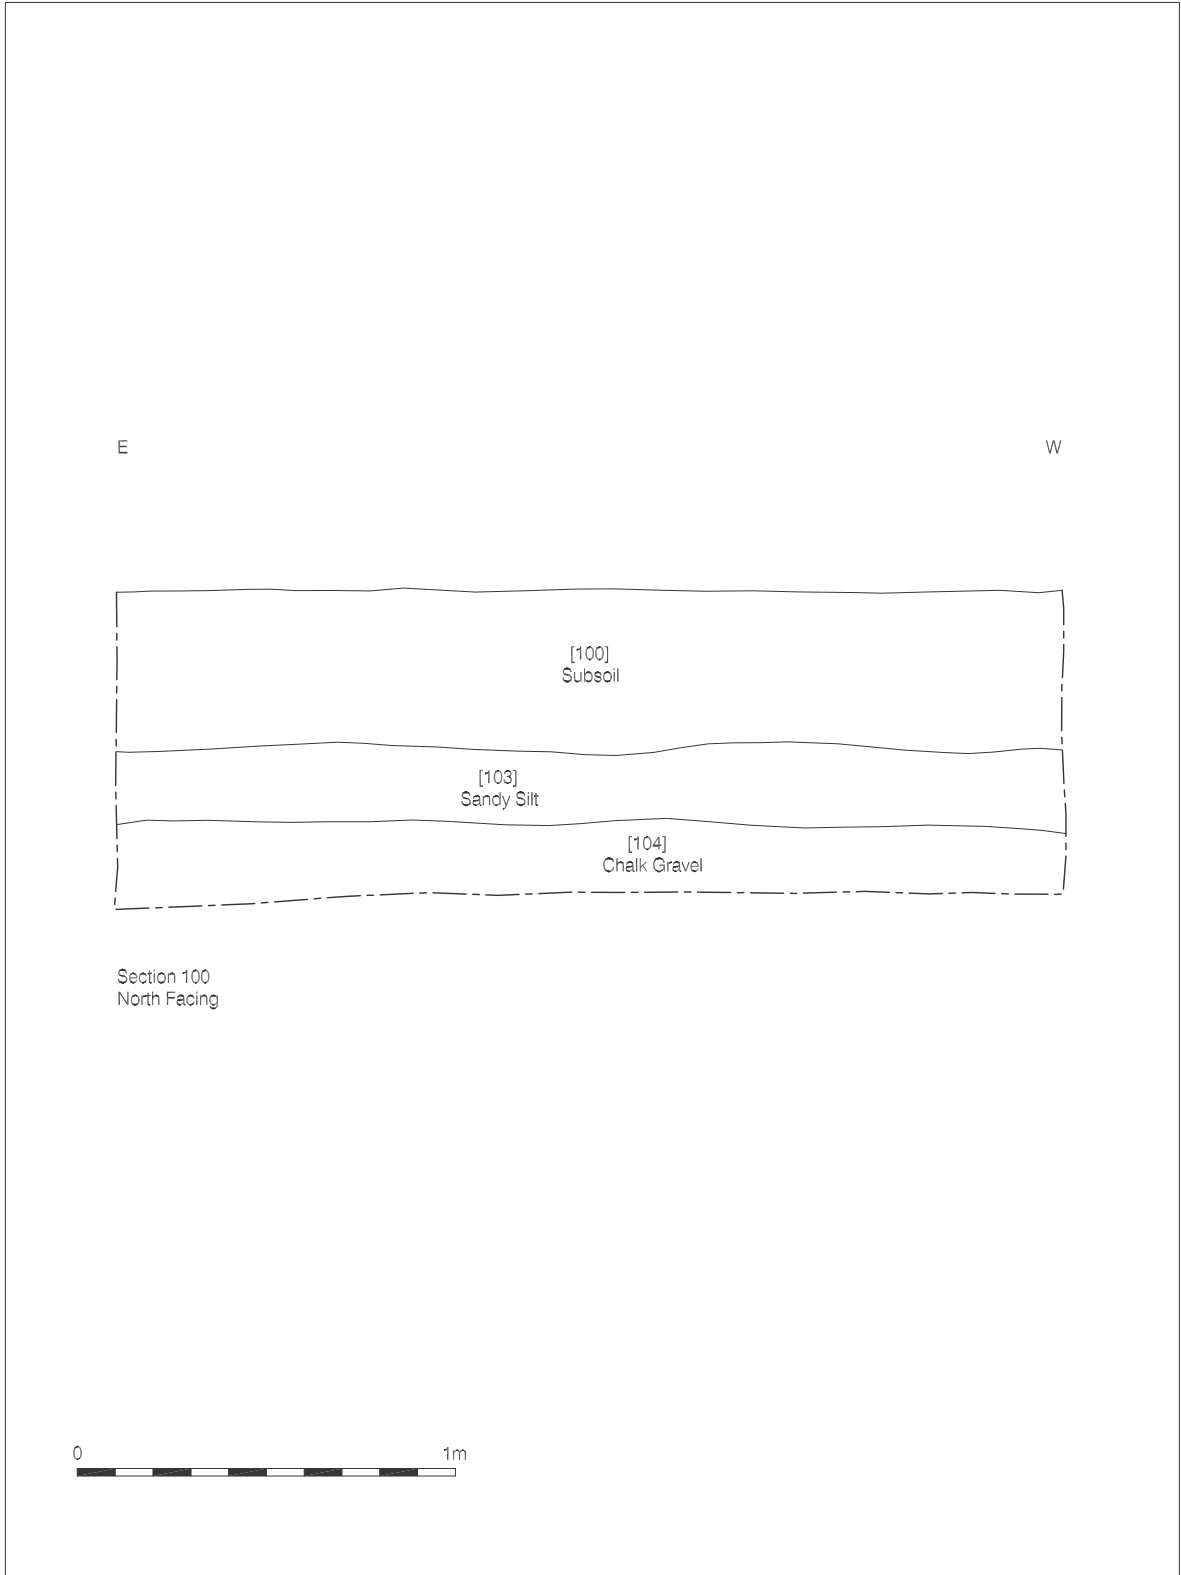 E
W
[100]
Subsoil
[103]
Sandy Silt
[104]
Chalk Gravel
Section 100
North Facing
0
1m